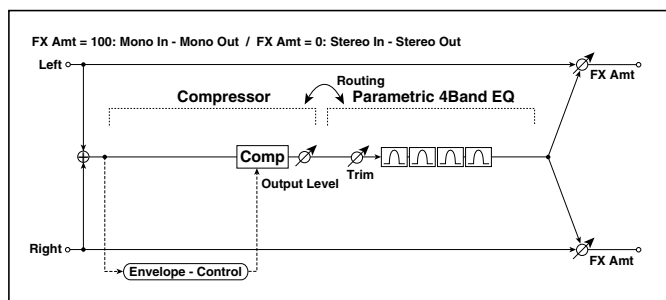 FX Amt = 100: Mono In - Mono Out / FX Amt = 0: Stereo In - Stereo Out
Left
FX Amt
Routing
Compressor
Parametric 4Band EQ
Comp
Output Level
Trim
Right
FX Amt
Envelope - Control